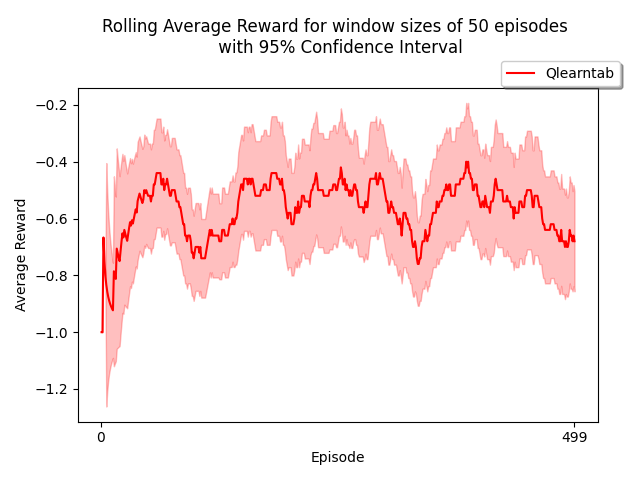 Rolling Average Reward for window sizes of 50 episodes
with 95% Confidence Interval
Qlearntab
−0.2
−0.4
−0.6
−0.8
−1.0
−1.2
Average Reward
0
499
Episode